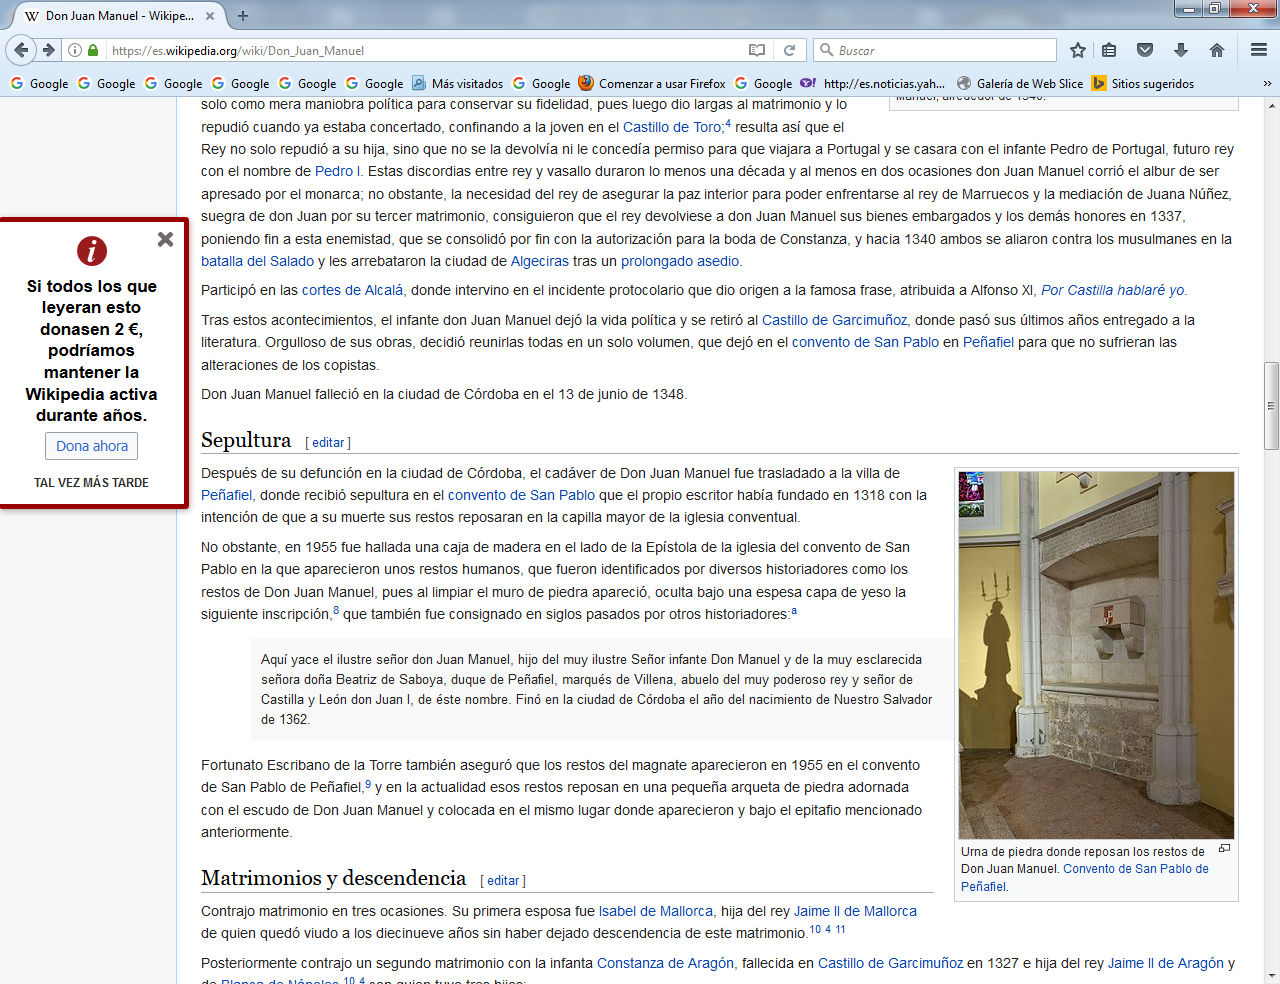 Don Juan Manuel - Wikipe...
https://es.wikipedia.org/wiki/Don_Juan_Manuel
Buscar
Google Google Google Google Google Google Más visitados Google Comenzar a usar Firefox Google http://es.noticias.yah... Galería de Web Slice Sitios sugeridos
solo como mera maniobra política para conservar su fidelidad, pues luego dio largas al matrimonio y lo
repudió cuando ya estaba concertado, confinando a la joven en el Castillo de Toro;4 resulta así que el
Rey no solo repudió a su hija, sino que no se la devolvía ni le concedía permiso para que viajara a Portugal y se casara con el infante Pedro de Portugal, futuro rey
con el nombre de Pedro I. Estas discordias entre rey y vasallo duraron lo menos una década y al menos en dos ocasiones don Juan Manuel corrió el albur de ser
apresado por el monarca; no obstante, la necesidad del rey de asegurar la paz interior para poder enfrentarse al rey de Marruecos y la mediación de Juana Núñez,
suegra de don Juan por su tercer matrimonio, consiguieron que el rey devolviese a don Juan Manuel sus bienes embargados y los demás honores en 1337,
poniendo fin a esta enemistad, que se consolidó por fin con la autorización para la boda de Constanza, y hacia 1340 ambos se aliaron contra los musulmanes en la
batalla del Salado y les arrebataron la ciudad de Algeciras tras un prolongado asedio.
Participó en las cortes de Alcalá, donde intervino en el incidente protocolario que dio origen a la famosa frase, atribuida a Alfonso XI, Por Castilla hablaré yo.
Tras estos acontecimientos, el infante don Juan Manuel dejó la vida política y se retiró al Castillo de Garcimuñoz, donde pasó sus últimos años entregado a la
literatura. Orgulloso de sus obras, decidió reunirlas todas en un solo volumen, que dejó en el convento de San Pablo en Peñafiel para que no sufrieran las
alteraciones de los copistas.
Don Juan Manuel falleció en la ciudad de Córdoba en el 13 de junio de 1348.
Si todos los que
leyeran esto
donasen 2 €,
podríamos
mantener la
Wikipedia activa
durante años.
Dona ahora
TAL VEZ MÁS TARDE
Sepultura [ editar ]
Después de su defunción en la ciudad de Córdoba, el cadáver de Don Juan Manuel fue trasladado a la villa de
Peñafiel, donde recibió sepultura en el convento de San Pablo que el propio escritor había fundado en 1318 con la
intención de que a su muerte sus restos reposaran en la capilla mayor de la iglesia conventual.
No obstante, en 1955 fue hallada una caja de madera en el lado de la Epístola de la iglesia del convento de San
Pablo en la que aparecieron unos restos humanos, que fueron identificados por diversos historiadores como los
restos de Don Juan Manuel, pues al limpiar el muro de piedra apareció, oculta bajo una espesa capa de yeso la
siguiente inscripción,8 que también fue consignado en siglos pasados por otros historiadores:a
Aquí yace el ilustre señor don Juan Manuel, hijo del muy ilustre Señor infante Don Manuel y de la muy esclarecida
señora doña Beatriz de Saboya, duque de Peñafiel, marqués de Villena, abuelo del muy poderoso rey y señor de
Castilla y León don Juan I, de éste nombre. Finó en la ciudad de Córdoba el año del nacimiento de Nuestro Salvador
de 1362.
Fortunato Escribano de la Torre también aseguró que los restos del magnate aparecieron en 1955 en el convento
de San Pablo de Peñafiel,9 y en la actualidad esos restos reposan en una pequeña arqueta de piedra adornada
con el escudo de Don Juan Manuel y colocada en el mismo lugar donde aparecieron y bajo el epitafio mencionado
anteriormente.
Urna de piedra donde reposan los restos de
Don Juan Manuel. Convento de San Pablo de
Peñafiel.
Matrimonios y descendencia [ editar ]
Contrajo matrimonio en tres ocasiones. Su primera esposa fue Isabel de Mallorca, hija del rey Jaime II de Mallorca
de quien quedó viudo a los diecinueve años sin haber dejado descendencia de este matrimonio.10 4 11
Posteriormente contrajo un segundo matrimonio con la infanta Constanza de Aragón, fallecida en Castillo de Garcimuñoz en 1327 e hija del rey Jaime II de Aragón y
de Blanca de Nápoles,10 4 con quien tuvo tres hijos: